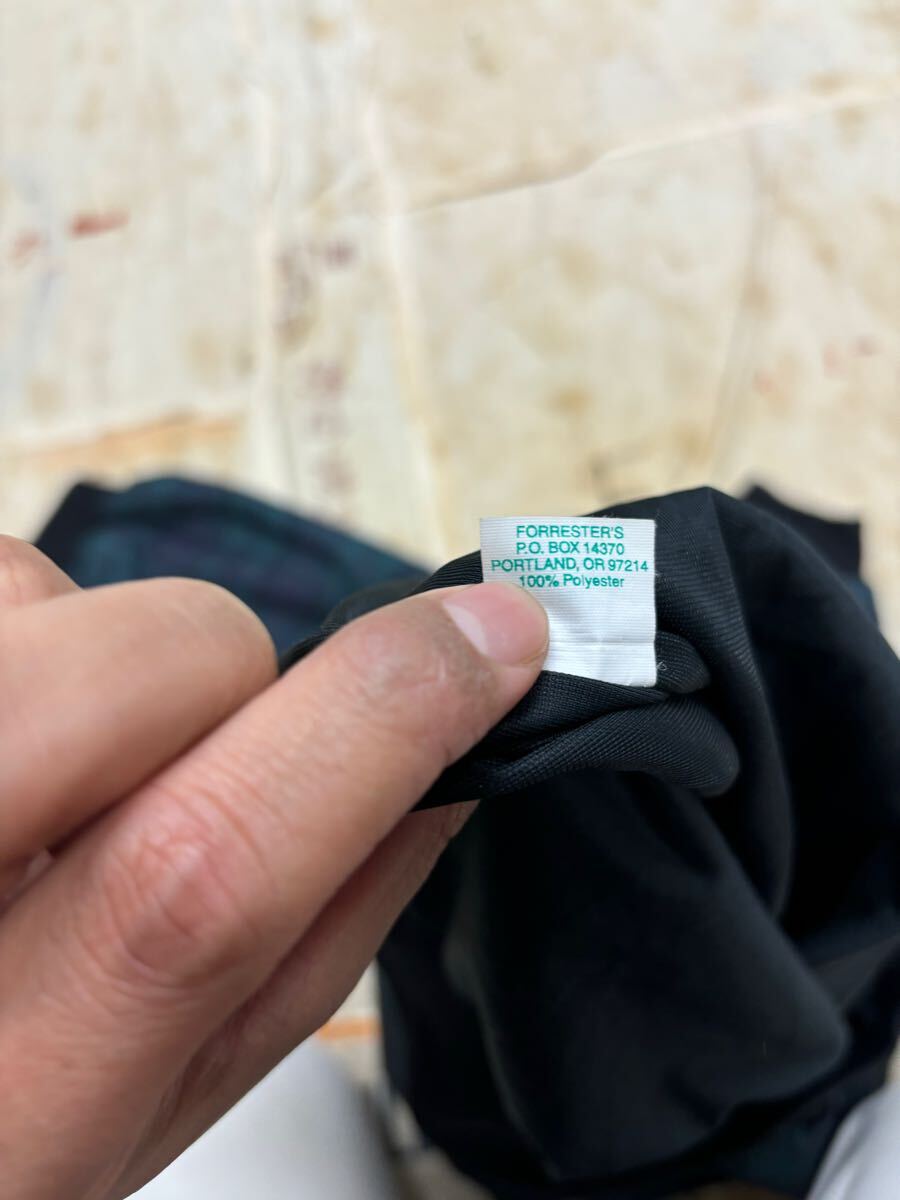 FORRESTER'S
P.O. BOX 14370
PORTLAND, OR 97214
100% Polyester